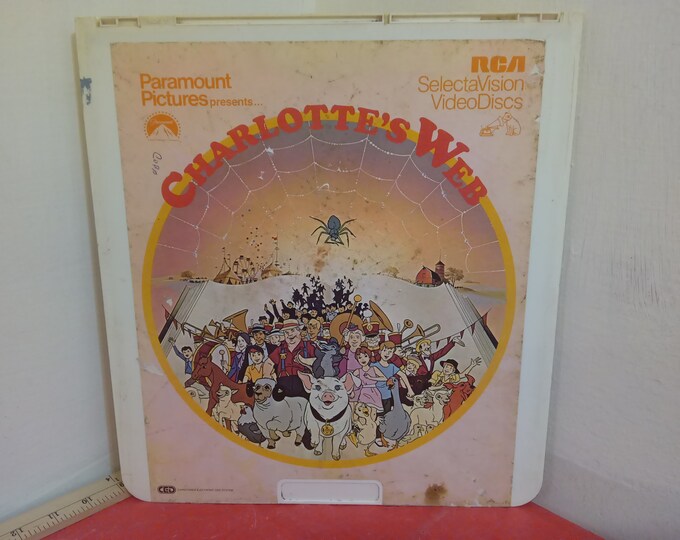 Paramount
Pictures presents...
RCA
SelectaVision
VideoDiscs
CHARLOTTE'S WEB